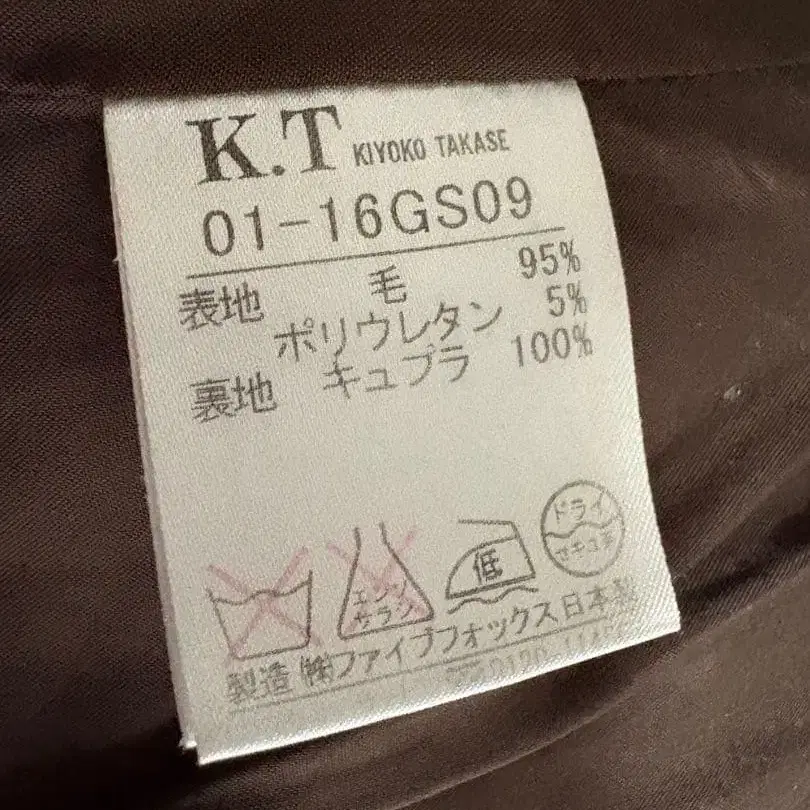 K.T KIYOKO TAKASE
01-16GS09
表地 毛 95%
ポリウレタン 5%
裏地 キュプラ 100%
エンソ
サラシ
低
ドライ
セキユ系
製造 ㈱ファイブフォックス 日本製